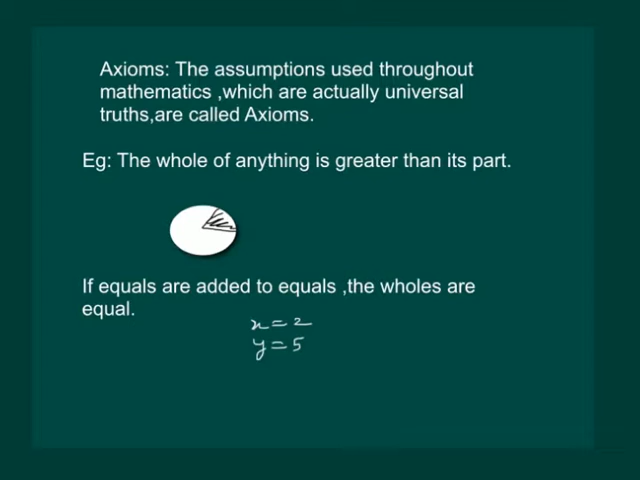 Axioms: The assumptions used throughout
mathematics ,which are actually universal
truths,are called Axioms.
Eg: The whole of anything is greater than its part.
If equals are added to equals ,the wholes are
equal.
x = 2
y = 5